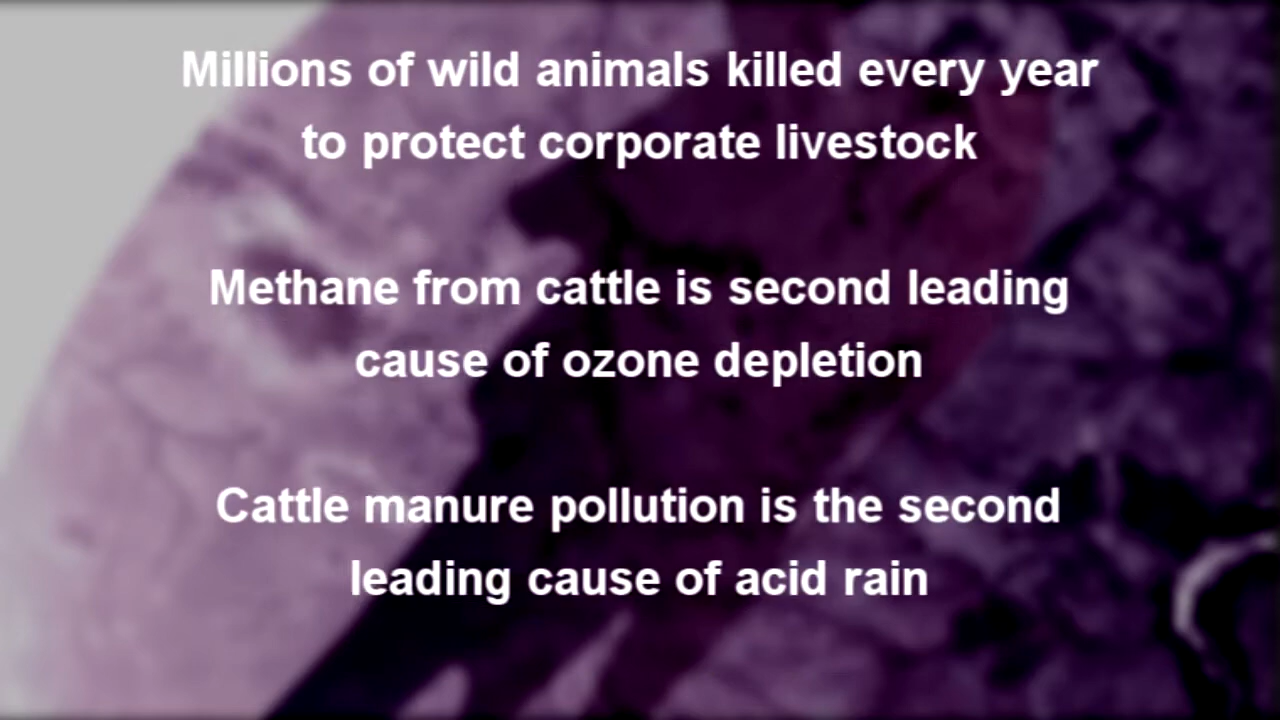 Millions of wild animals killed every year
to protect corporate livestock
Methane from cattle is second leading
cause of ozone depletion
Cattle manure pollution is the second
leading cause of acid rain